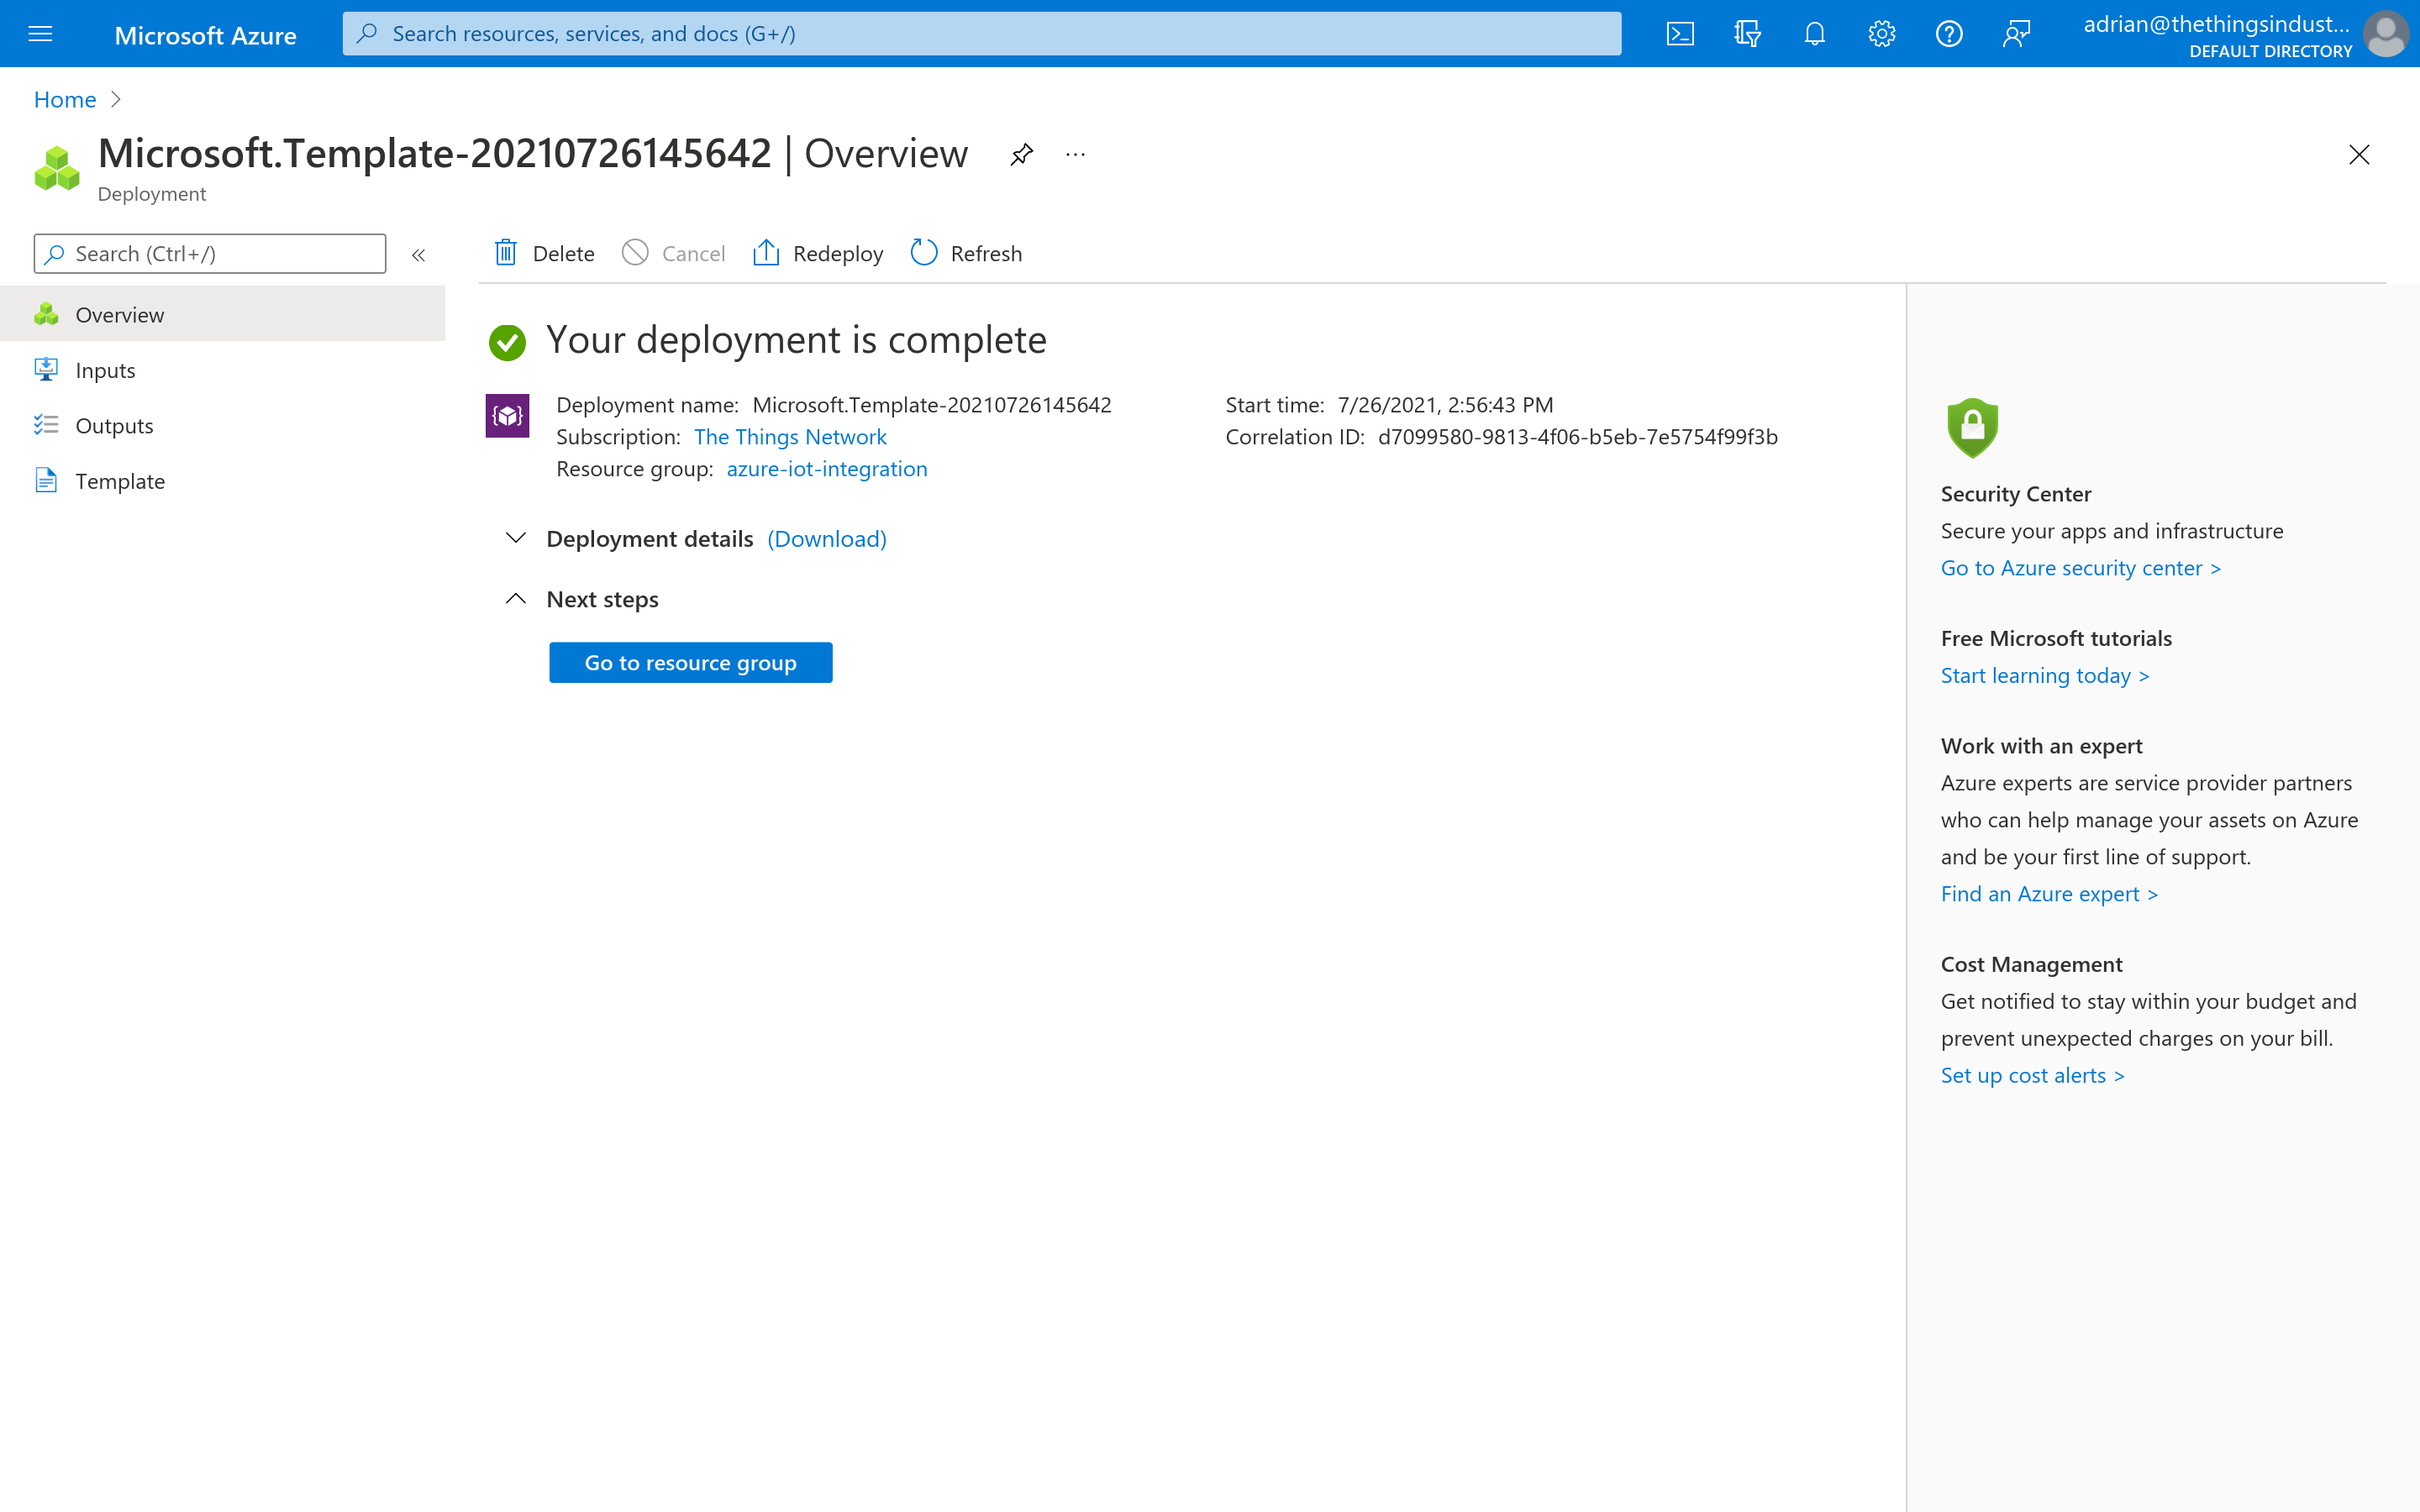 Microsoft Azure
Search resources, services, and docs (G+/)
adrian@thethingsindust...
DEFAULT DIRECTORY
Home
Microsoft.Template-20210726145642 | Overview
Deployment
Search (Ctrl+/)
«
Delete
Cancel
Redeploy
Refresh
Overview
Inputs
Outputs
Template
Your deployment is complete
Deployment name: Microsoft.Template-20210726145642
Subscription: The Things Network
Resource group: azure-iot-integration
Start time: 7/26/2021, 2:56:43 PM
Correlation ID: d7099580-9813-4f06-b5eb-7e5754f99f3b
Deployment details (Download)
Next steps
Go to resource group
Security Center
Secure your apps and infrastructure
Go to Azure security center >
Free Microsoft tutorials
Start learning today >
Work with an expert
Azure experts are service provider partners
who can help manage your assets on Azure
and be your first line of support.
Find an Azure expert >
Cost Management
Get notified to stay within your budget and
prevent unexpected charges on your bill.
Set up cost alerts >